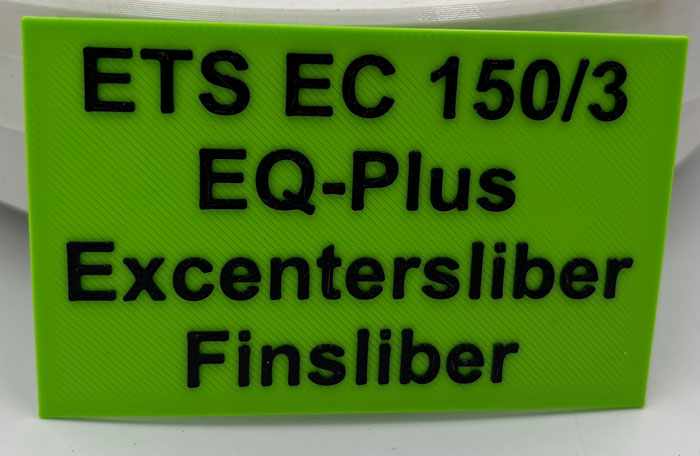 ETS EC 150/3
EQ-Plus
Excentersliber
Finsliber